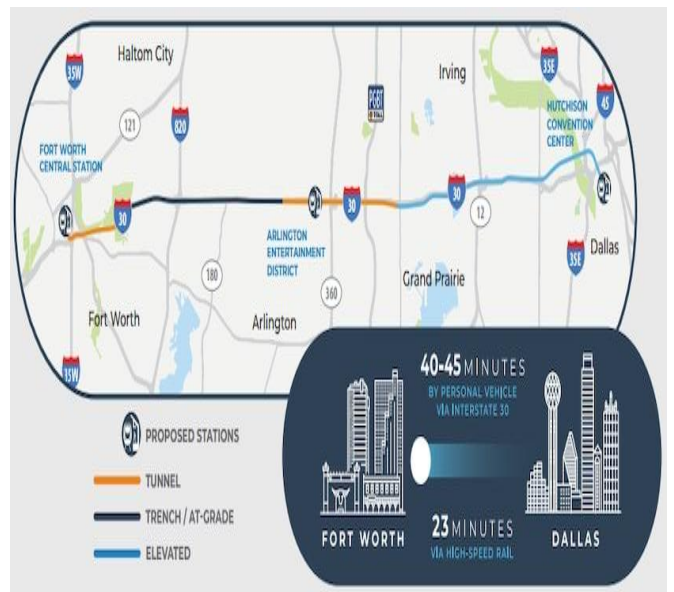 Haltom City
35W
121
820
PGBT
Irving
35E
45
HUTCHISON
CONVENTION
CENTER
FORT WORTH
CENTRAL STATION
30
30
30
12
ARLINGTON
ENTERTAINMENT
DISTRICT
180
360
Grand Prairie
35E
Dallas
Fort Worth
Arlington
35W
40-45 MINUTES
BY PERSONAL VEHICLE
VIA INTERSTATE 30
PROPOSED STATIONS
TUNNEL
TRENCH / AT-GRADE
ELEVATED
FORT WORTH
23 MINUTES
VIA HIGH-SPEED RAIL
DALLAS